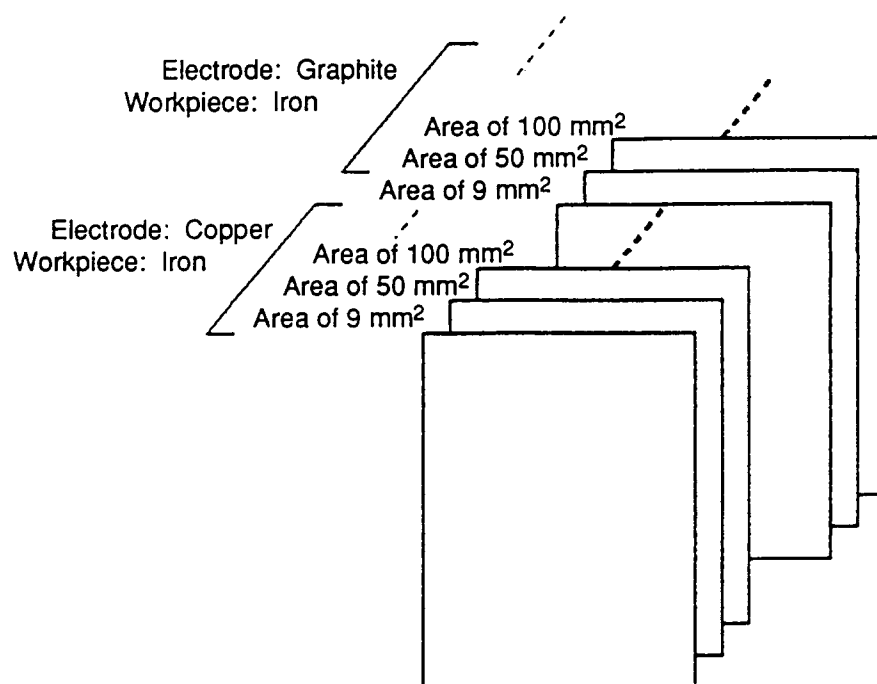 Electrode: Graphite
Workpiece: Iron
Area of 100 mm²
Area of 50 mm²
Area of 9 mm²
Electrode: Copper
Workpiece: Iron
Area of 100 mm²
Area of 50 mm²
Area of 9 mm²